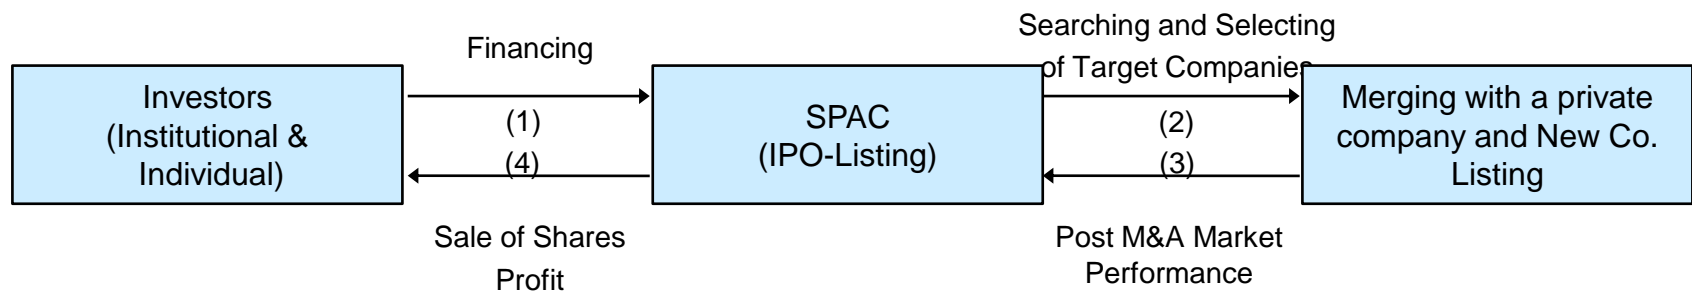 Financing
Searching and Selecting
of Target Companies
Investors
(Institutional &
Individual)
(1)
(4)
SPAC
(IPO-Listing)
(2)
(3)
Merging with a private
company and New Co.
Listing
Sale of Shares
Profit
Post M&A Market
Performance